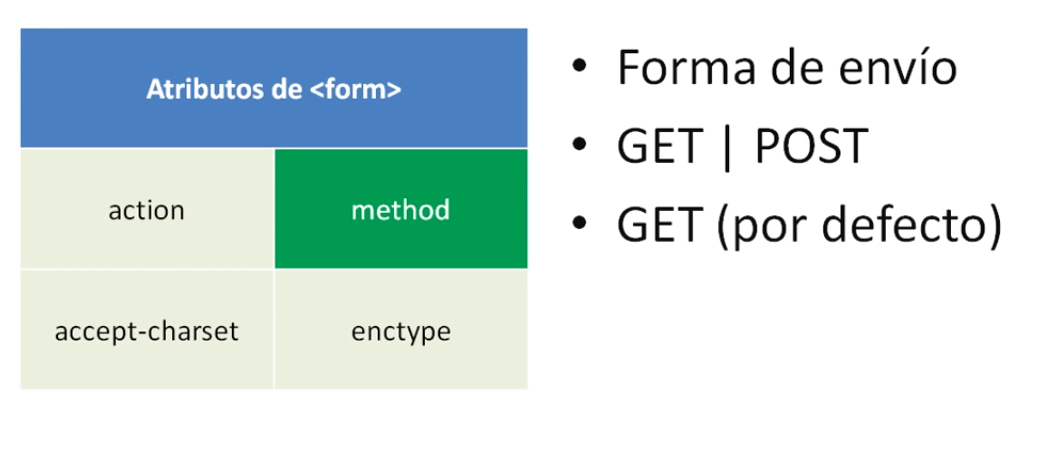 Atributos de <form>
action
method
accept-charset
enctype
• Forma de envío
• GET | POST
• GET (por defecto)